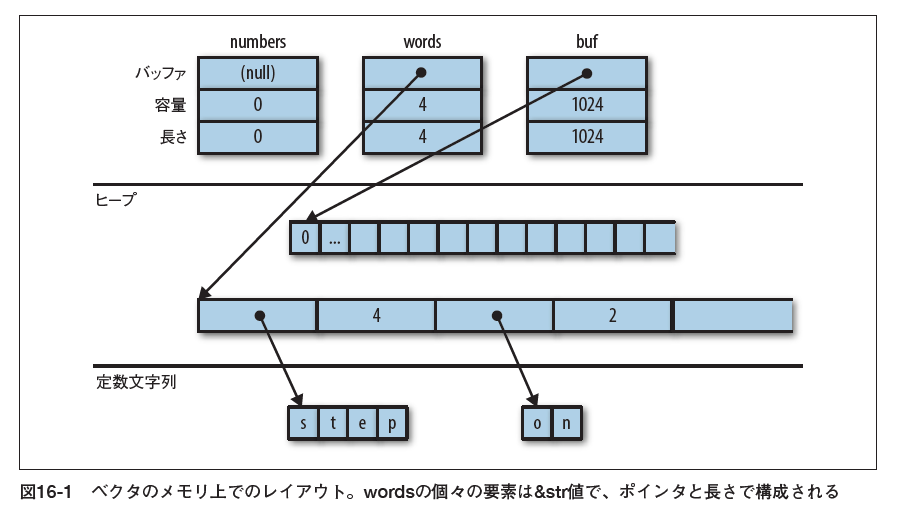 numbers words buf
バッファ (null)
容量 0 4 1024
長さ 0 4 1024
ヒープ
0 ...
4 2
定数文字列
s t e p o n
図16-1 ベクタのメモリ上でのレイアウト。wordsの個々の要素は&str値で、ポインタと長さで構成される